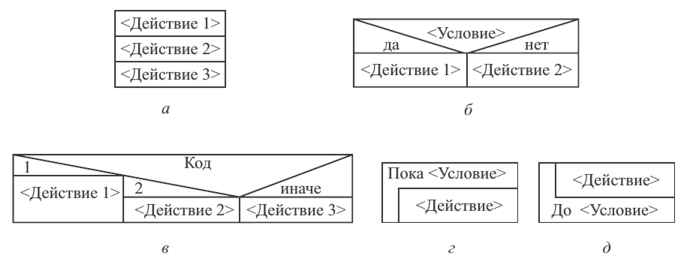 <Действие 1>
<Действие 2>
<Действие 3>
а
<Условие>
да нет
<Действие 1> <Действие 2>
б
Код
1
<Действие 1>
2 иначе
<Действие 2> <Действие 3>
в
Пока <Условие>
<Действие>
г
<Действие>
До <Условие>
д